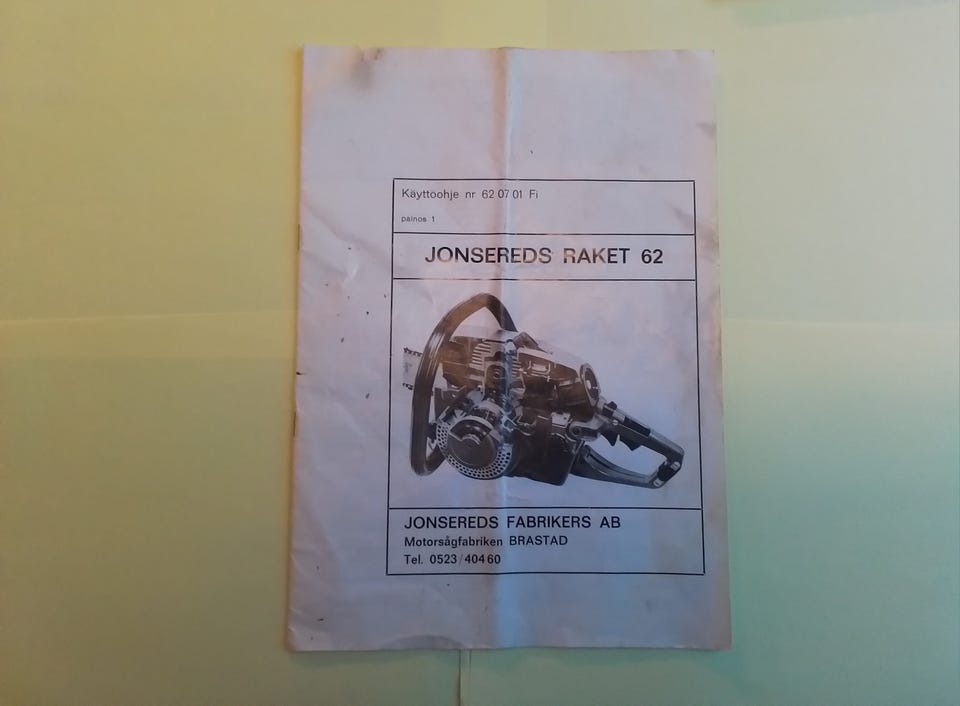 Käyttöohje nr 62 07 01 Fi
painos 1
JONSEREDS RAKET 62
JONSEREDS FABRIKERS AB
Motorsågfabriken BRASTAD
Tel. 0523/404 60